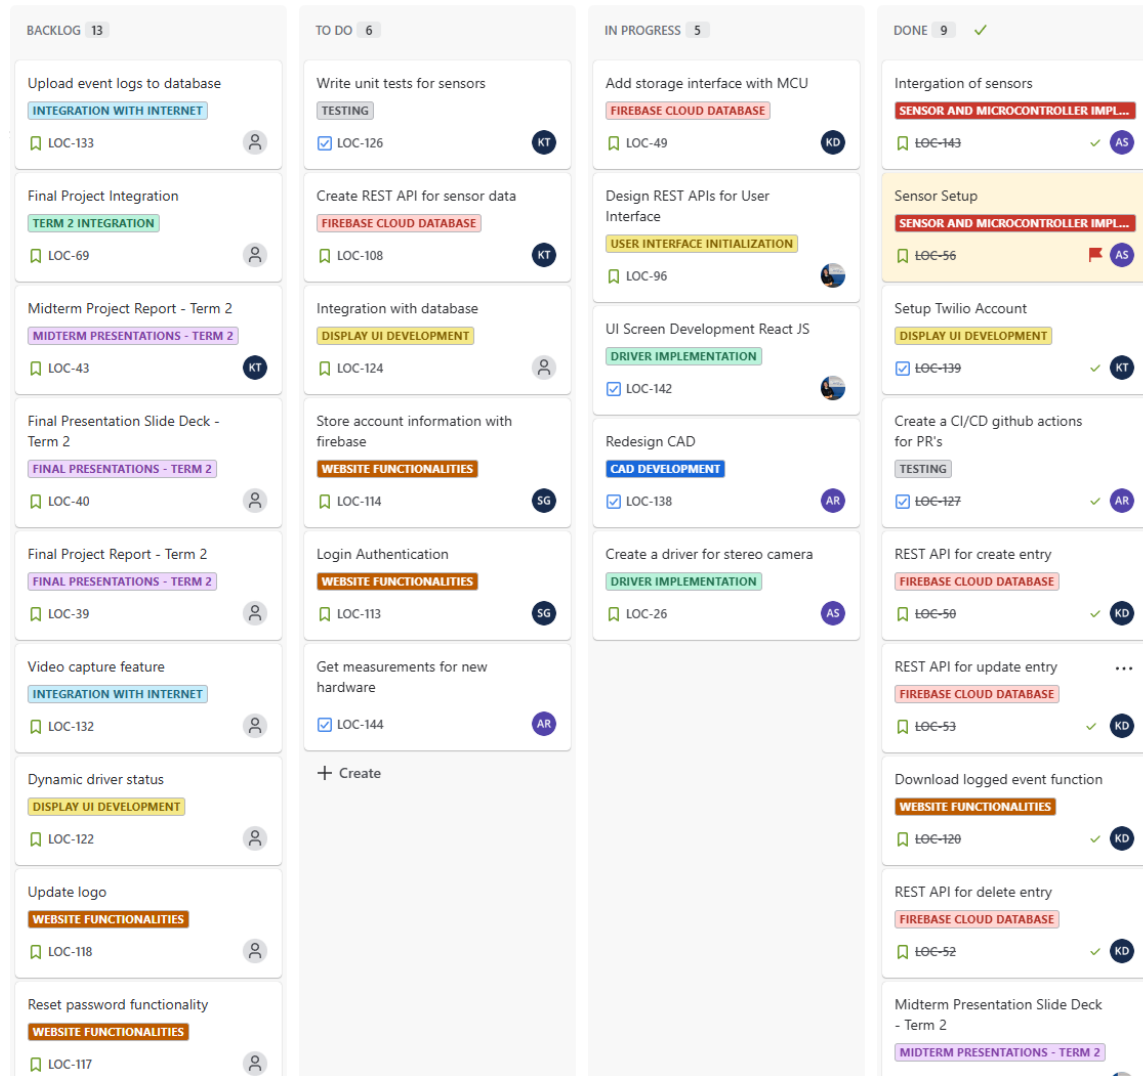 BACKLOG 13
Upload event logs to database
INTEGRATION WITH INTERNET
LOC-133
Final Project Integration
TERM 2 INTEGRATION
LOC-69
Midterm Project Report - Term 2
MIDTERM PRESENTATIONS - TERM 2
LOC-43
KT
Final Presentation Slide Deck -
Term 2
FINAL PRESENTATIONS - TERM 2
LOC-40
Final Project Report - Term 2
FINAL PRESENTATIONS - TERM 2
LOC-39
Video capture feature
INTEGRATION WITH INTERNET
LOC-132
Dynamic driver status
DISPLAY UI DEVELOPMENT
LOC-122
Update logo
WEBSITE FUNCTIONALITIES
LOC-118
Reset password functionality
WEBSITE FUNCTIONALITIES
LOC-117
TO DO 6
Write unit tests for sensors
TESTING
LOC-126
KT
Create REST API for sensor data
FIREBASE CLOUD DATABASE
LOC-108
KT
Integration with database
DISPLAY UI DEVELOPMENT
LOC-124
Store account information with
firebase
WEBSITE FUNCTIONALITIES
LOC-114
SG
Login Authentication
WEBSITE FUNCTIONALITIES
LOC-113
SG
Get measurements for new
hardware
LOC-144
AR
+ Create
IN PROGRESS 5
Add storage interface with MCU
FIREBASE CLOUD DATABASE
LOC-49
KD
Design REST APIs for User
Interface
USER INTERFACE INITIALIZATION
LOC-96
UI Screen Development React JS
DRIVER IMPLEMENTATION
LOC-142
Redesign CAD
CAD DEVELOPMENT
LOC-138
AR
Create a driver for stereo camera
DRIVER IMPLEMENTATION
LOC-26
AS
DONE 9
Intergation of sensors
SENSOR AND MICROCONTROLLER IMPL...
LOC-143
AS
Sensor Setup
SENSOR AND MICROCONTROLLER IMPL...
LOC-56
AS
Setup Twilio Account
DISPLAY UI DEVELOPMENT
LOC-139
KT
Create a CI/CD github actions
for PR's
TESTING
LOC-127
AR
REST API for create entry
FIREBASE CLOUD DATABASE
LOC-50
KD
REST API for update entry
FIREBASE CLOUD DATABASE
LOC-53
KD
Download logged event function
WEBSITE FUNCTIONALITIES
LOC-120
KD
REST API for delete entry
FIREBASE CLOUD DATABASE
LOC-52
KD
Midterm Presentation Slide Deck
- Term 2
MIDTERM PRESENTATIONS - TERM 2